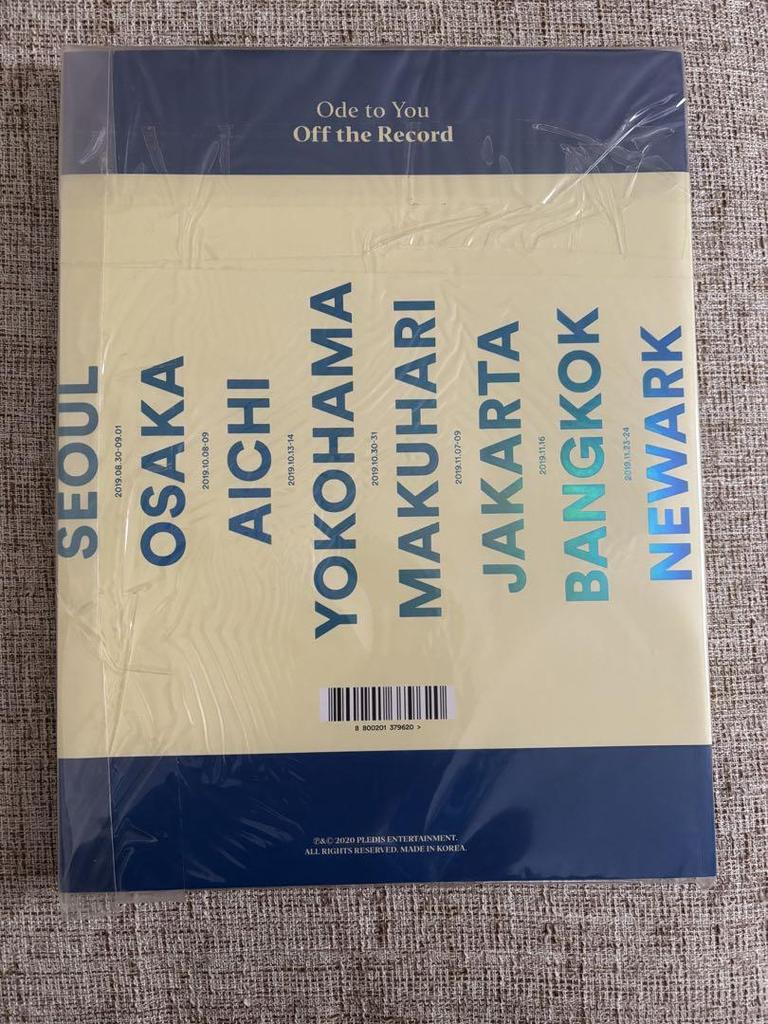 Ode to You
Off the Record
SEOUL
2019.08.30-09.01
OSAKA
2019.10.08-09
AICHI
2019.10.13-14
YOKOHAMA
2019.10.30-31
MAKUHARI
2019.11.07-09
JAKARTA
2019.11.16
BANGKOK
2019.11.23-24
NEWARK
8 800201 379620 >
℗&© 2020 PLEDIS ENTERTAINMENT.
ALL RIGHTS RESERVED. MADE IN KOREA.